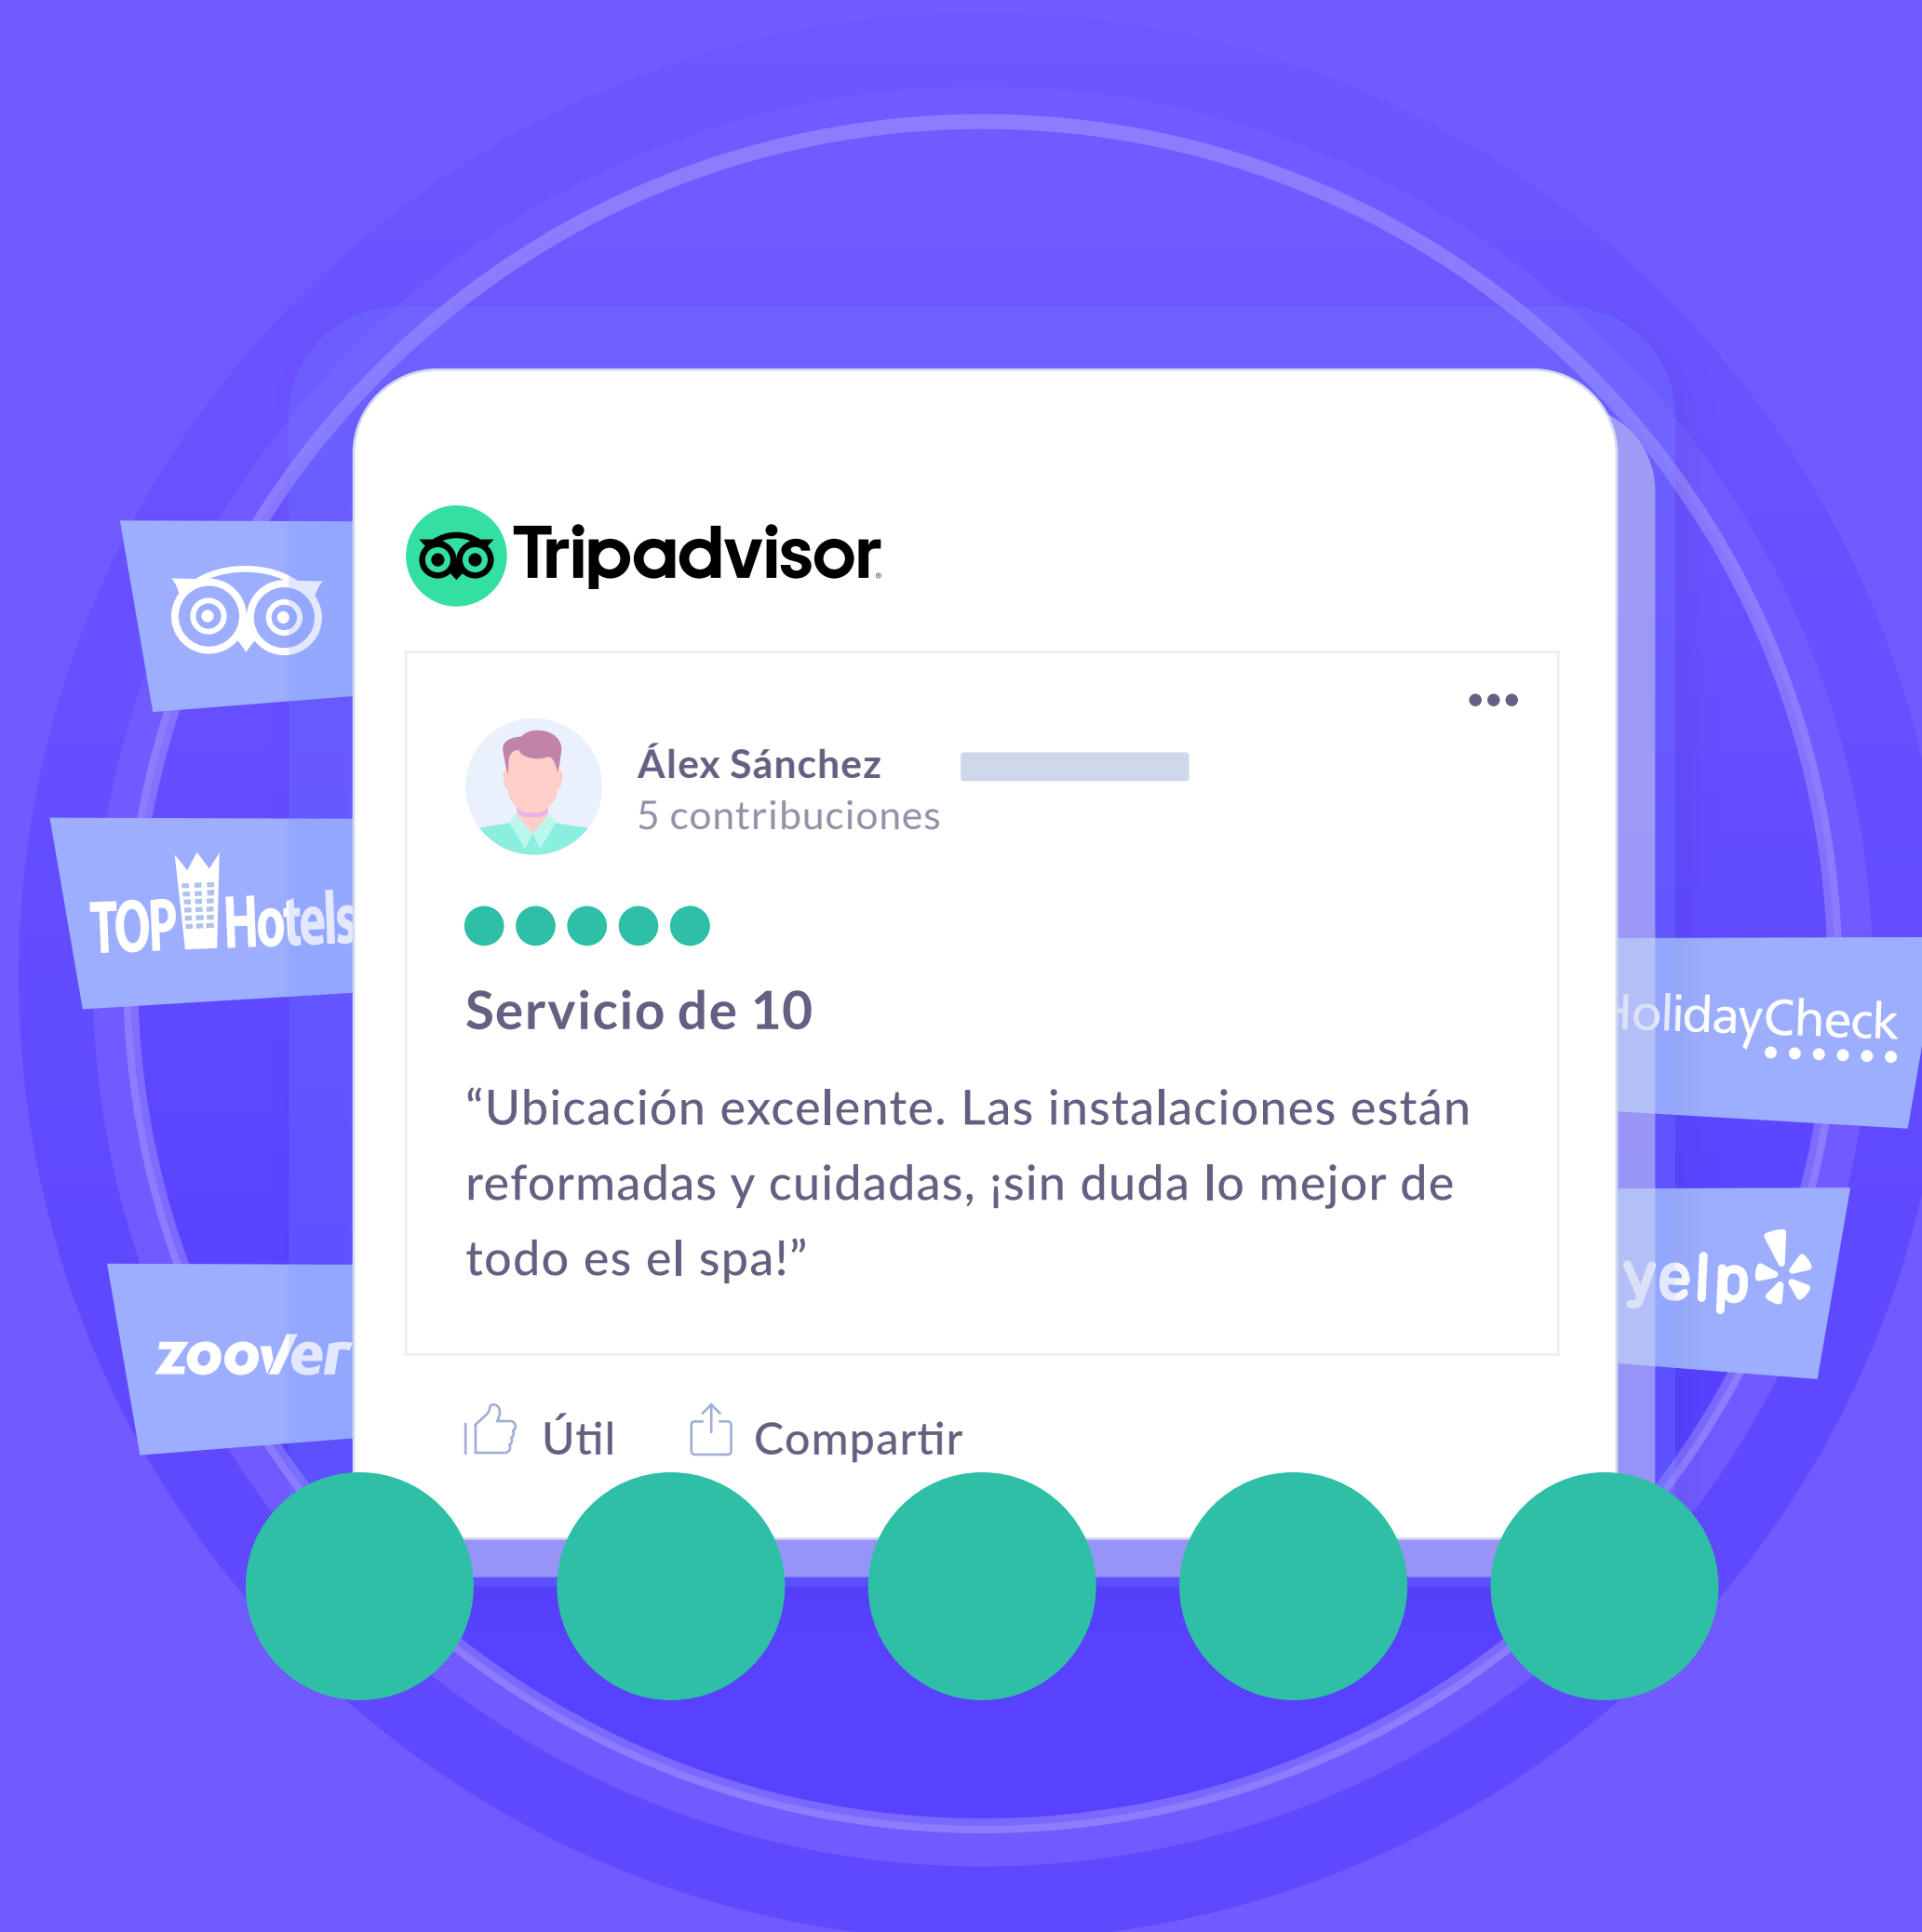 Tripadvisor®
Álex Sánchez
5 contribuciones
Servicio de 10
“Ubicación excelente. Las instalaciones están
reformadas y cuidadas, ¡sin duda lo mejor de
todo es el spa!”
Útil
Compartir
TOP Hotels
zoover
HolidayCheck
yelp